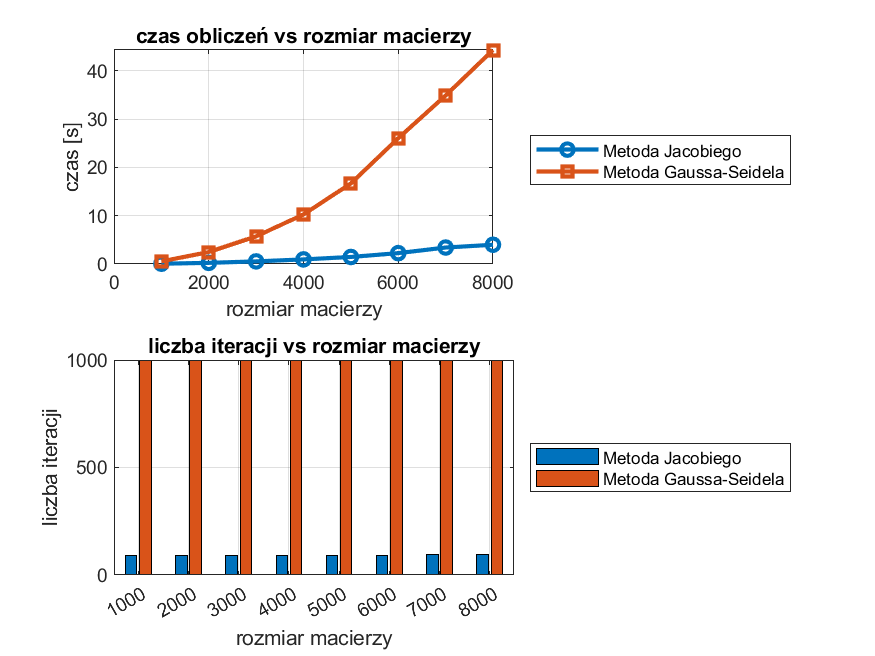 czas obliczeń vs rozmiar macierzy
czas [s]
40
30
20
10
0
0 2000 4000 6000 8000
rozmiar macierzy
Metoda Jacobiego
Metoda Gaussa-Seidela
liczba iteracji vs rozmiar macierzy
liczba iteracji
1000
500
0
1000 2000 3000 4000 5000 6000 7000 8000
rozmiar macierzy
Metoda Jacobiego
Metoda Gaussa-Seidela